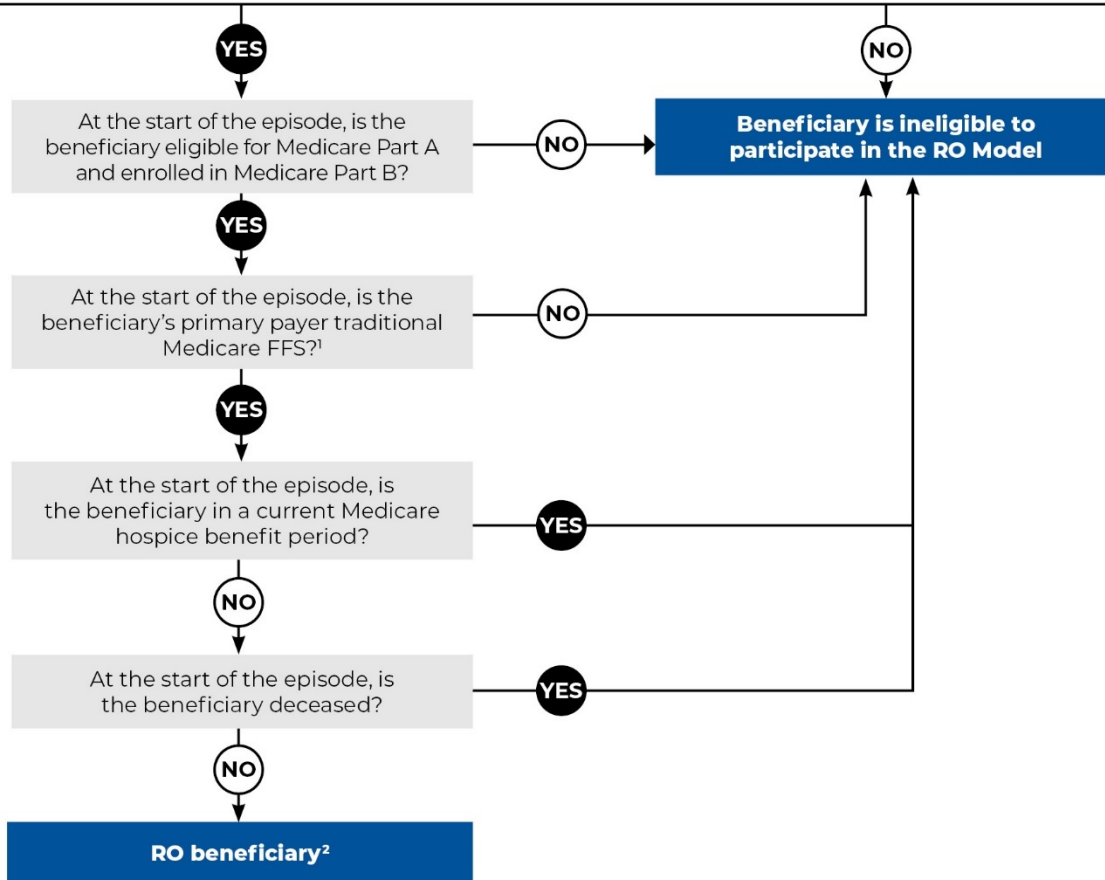 YES
NO
At the start of the episode, is the
beneficiary eligible for Medicare Part A
and enrolled in Medicare Part B?
NO
Beneficiary is ineligible to
participate in the RO Model
YES
At the start of the episode, is the
beneficiary’s primary payer traditional
Medicare FFS?¹
NO
YES
At the start of the episode, is
the beneficiary in a current Medicare
hospice benefit period?
YES
NO
At the start of the episode, is
the beneficiary deceased?
YES
NO
RO beneficiary²